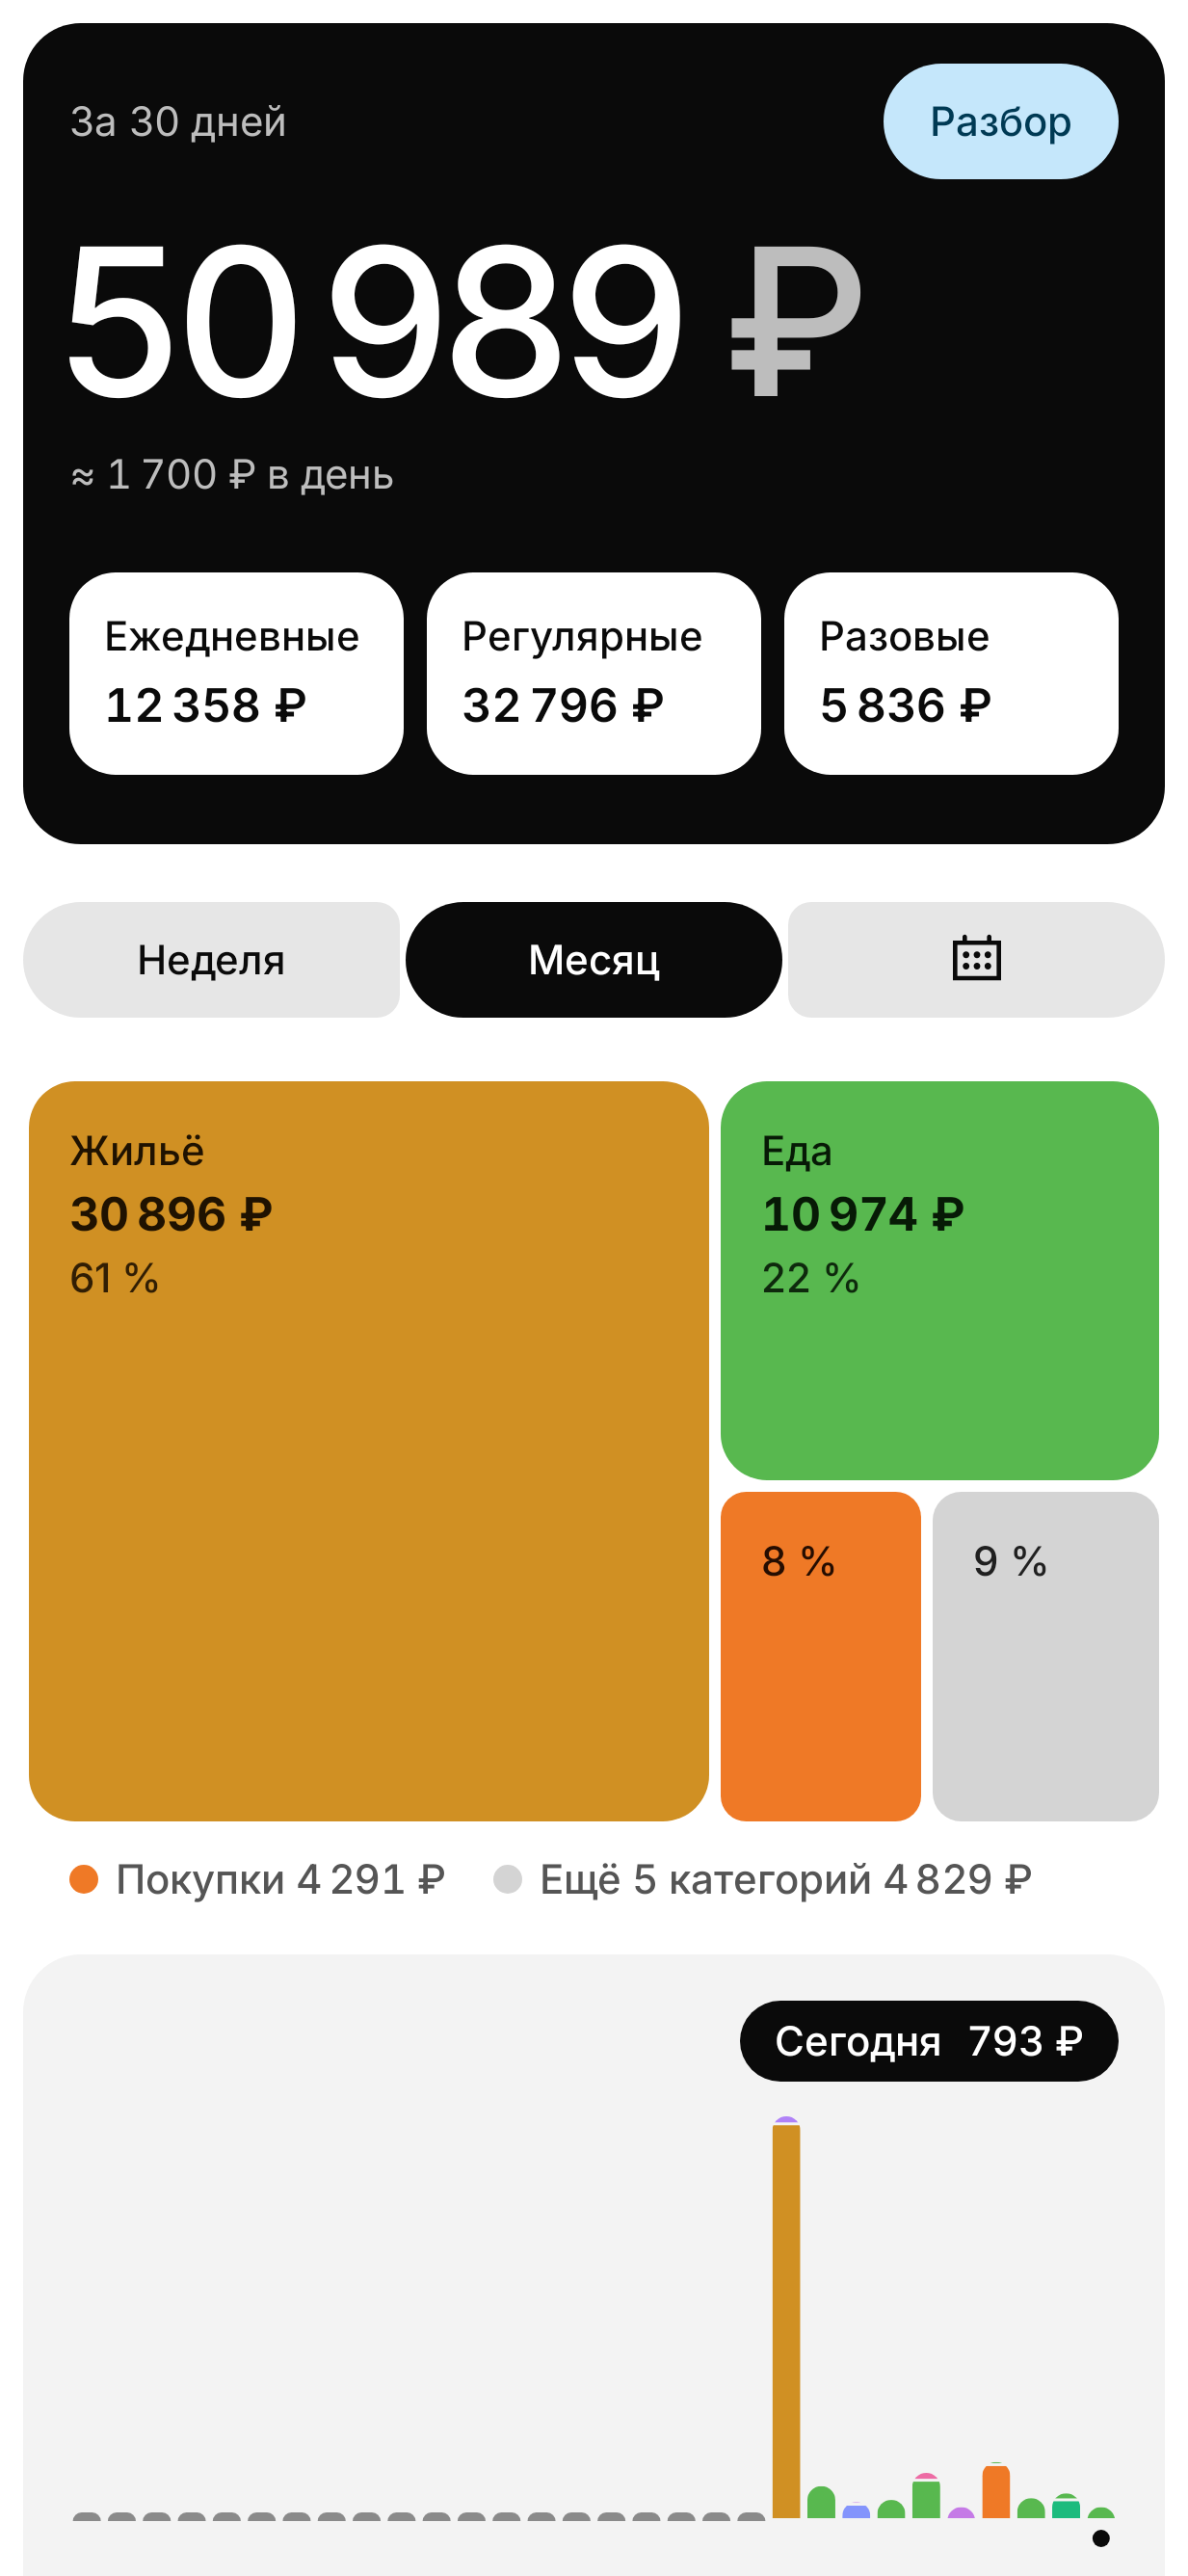 За 30 дней
Разбор
50 989 ₽
≈ 1 700 ₽ в день
Ежедневные
12 358 ₽
Регулярные
32 796 ₽
Разовые
5 836 ₽
Неделя
Месяц
Жильё
30 896 ₽
61 %
Еда
10 974 ₽
22 %
8 %
9 %
Покупки 4 291 ₽
Ещё 5 категорий 4 829 ₽
Сегодня 793 ₽